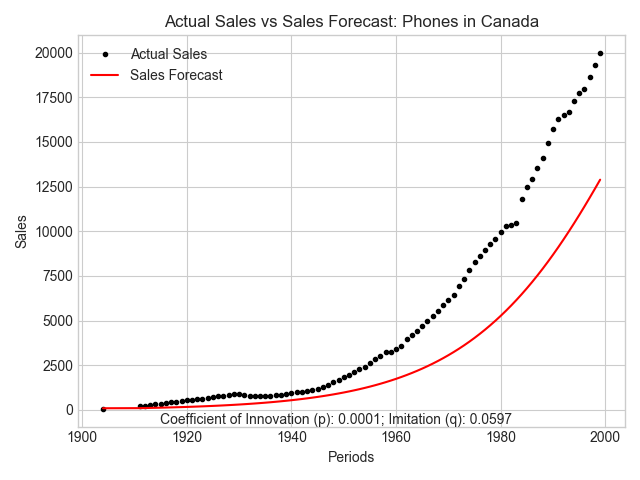 Actual Sales vs Sales Forecast: Phones in Canada
Actual Sales
Sales Forecast
20000
17500
15000
12500
10000
7500
5000
2500
0
Sales
Coefficient of Innovation (p): 0.0001; Imitation (q): 0.0597
1900 1920 1940 1960 1980 2000
Periods